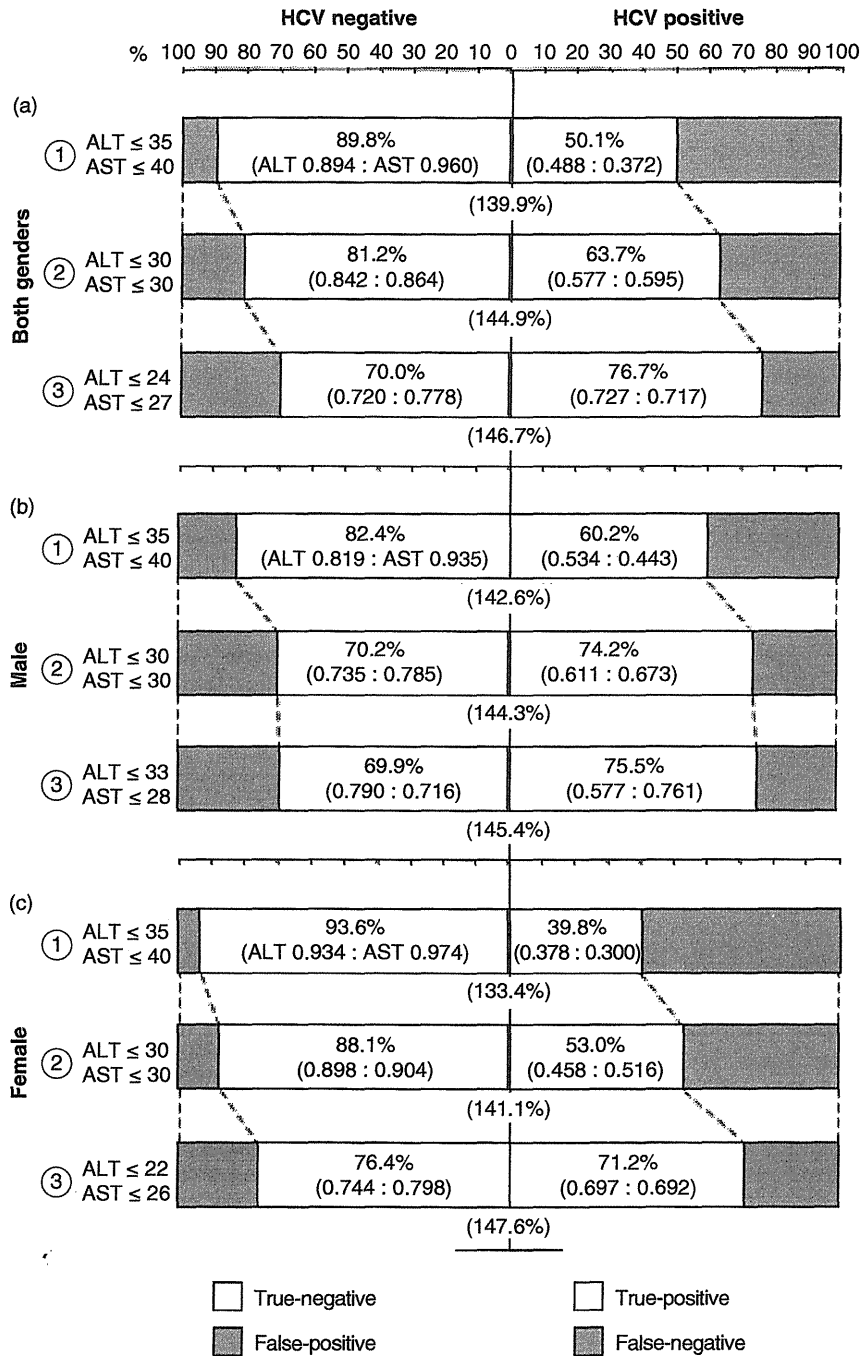 HCV negative HCV positive
% 100 90 80 70 60 50 40 30 20 10 0 10 20 30 40 50 60 70 80 90 100
(a)
Both genders
① ALT ≤ 35
AST ≤ 40
89.8% 50.1%
(ALT 0.894 : AST 0.960) (0.488 : 0.372)
(139.9%)
② ALT ≤ 30
AST ≤ 30
81.2% 63.7%
(0.842 : 0.864) (0.577 : 0.595)
(144.9%)
③ ALT ≤ 24
AST ≤ 27
70.0% 76.7%
(0.720 : 0.778) (0.727 : 0.717)
(146.7%)
(b)
Male
① ALT ≤ 35
AST ≤ 40
82.4% 60.2%
(ALT 0.819 : AST 0.935) (0.534 : 0.443)
(142.6%)
② ALT ≤ 30
AST ≤ 30
70.2% 74.2%
(0.735 : 0.785) (0.611 : 0.673)
(144.3%)
③ ALT ≤ 33
AST ≤ 28
69.9% 75.5%
(0.790 : 0.716) (0.577 : 0.761)
(145.4%)
(c)
Female
① ALT ≤ 35
AST ≤ 40
93.6% 39.8%
(ALT 0.934 : AST 0.974) (0.378 : 0.300)
(133.4%)
② ALT ≤ 30
AST ≤ 30
88.1% 53.0%
(0.898 : 0.904) (0.458 : 0.516)
(141.1%)
③ ALT ≤ 22
AST ≤ 26
76.4% 71.2%
(0.744 : 0.798) (0.697 : 0.692)
(147.6%)
True-negative True-positive
False-positive False-negative